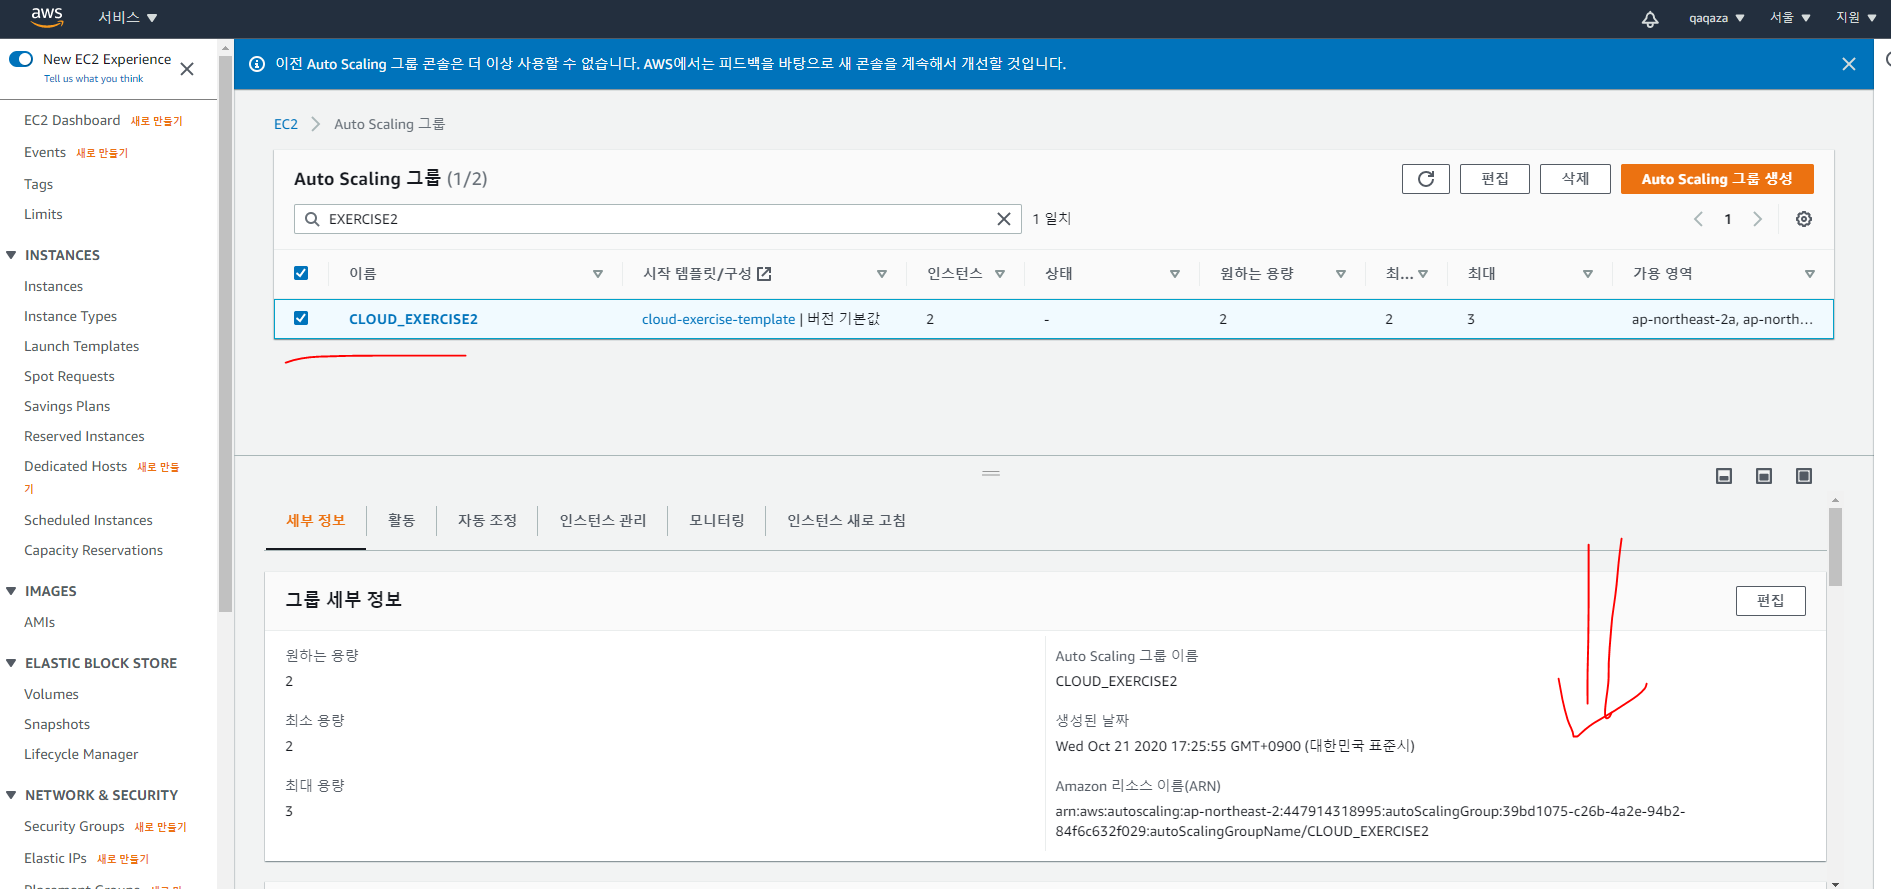 aws
서비스
qaqaza
서울
지원
New EC2 Experience
Tell us what you think
EC2 Dashboard 새로 만들기
Events 새로 만들기
Tags
Limits
INSTANCES
Instances
Instance Types
Launch Templates
Spot Requests
Savings Plans
Reserved Instances
Dedicated Hosts 새로 만들
기
Scheduled Instances
Capacity Reservations
IMAGES
AMIs
ELASTIC BLOCK STORE
Volumes
Snapshots
Lifecycle Manager
NETWORK & SECURITY
Security Groups 새로 만들기
Elastic IPs 새로 만들기
Placement Groups 새로 만
이전 Auto Scaling 그룹 콘솔은 더 이상 사용할 수 없습니다. AWS에서는 피드백을 바탕으로 새 콘솔을 계속해서 개선할 것입니다.
EC2 Auto Scaling 그룹
Auto Scaling 그룹 (1/2)
편집
삭제
Auto Scaling 그룹 생성
EXERCISE2
1 일치
1
이름 시작 템플릿/구성 인스턴스 상태 원하는 용량 최... 최대 가용 영역
CLOUD_EXERCISE2 cloud-exercise-template | 버전 기본값 2 - 2 2 3 ap-northeast-2a, ap-north...
세부 정보 활동 자동 조정 인스턴스 관리 모니터링 인스턴스 새로 고침
그룹 세부 정보
편집
원하는 용량
2
최소 용량
2
최대 용량
3
Auto Scaling 그룹 이름
CLOUD_EXERCISE2
생성된 날짜
Wed Oct 21 2020 17:25:55 GMT+0900 (대한민국 표준시)
Amazon 리소스 이름(ARN)
arn:aws:autoscaling:ap-northeast-2:447914318995:autoScalingGroup:39bd1075-c26b-4a2e-94b2-
84f6c632f029:autoScalingGroupName/CLOUD_EXERCISE2